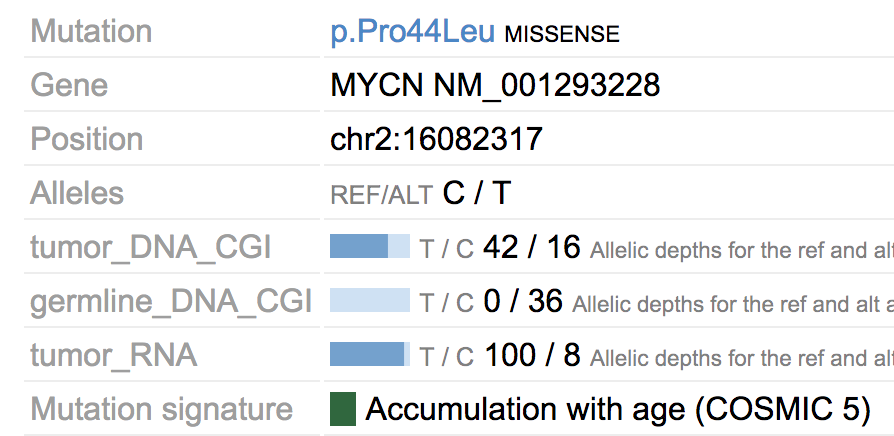 Mutation p.Pro44Leu MISSENSE
Gene MYCN NM_001293228
Position chr2:16082317
Alleles REF/ALT C / T
tumor_DNA_CGI T / C 42 / 16 Allelic depths for the ref and alt
germline_DNA_CGI T / C 0 / 36 Allelic depths for the ref and alt a
tumor_RNA T / C 100 / 8 Allelic depths for the ref and alt
Mutation signature Accumulation with age (COSMIC 5)